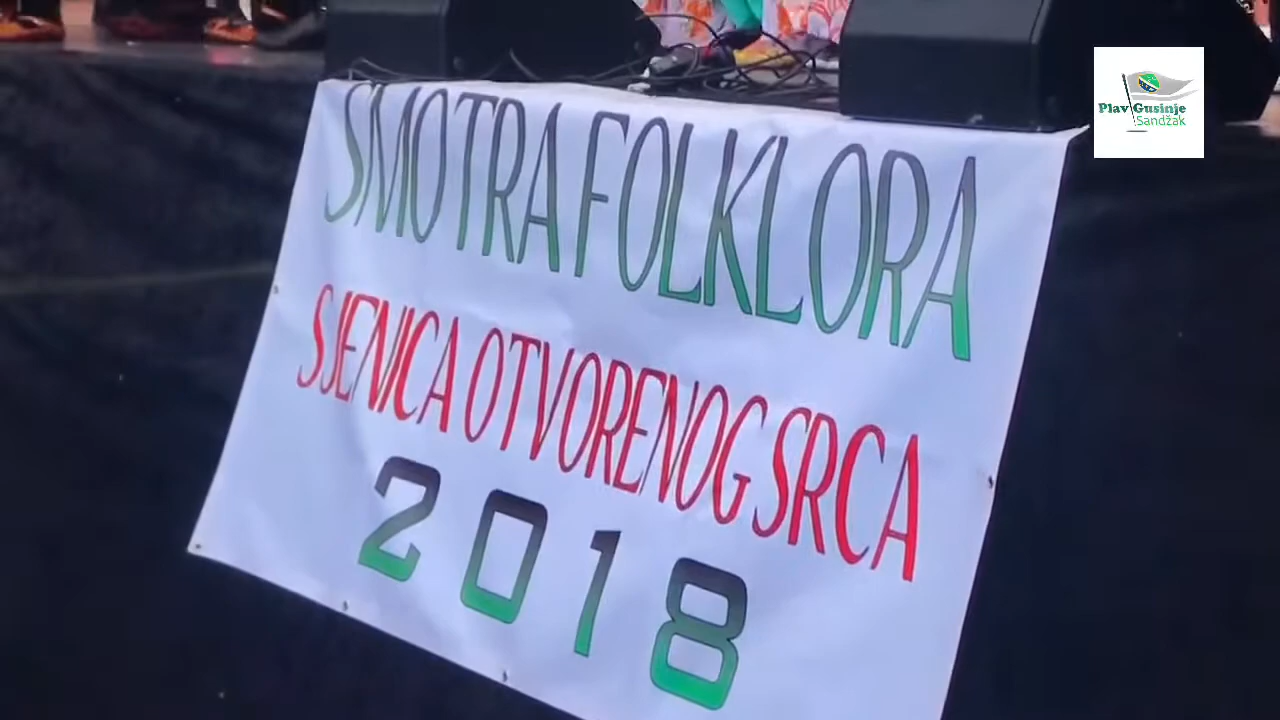 SMOTRA FOLKLORA
SJENICA OTVORENOG SRCA
2018
Plav Gusinje
Sandžak